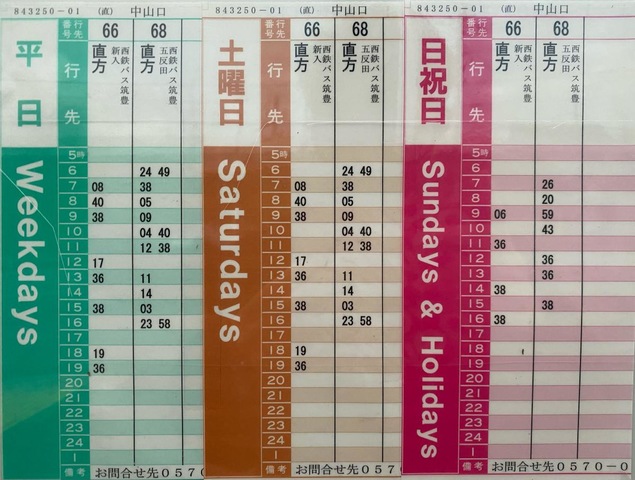 843250-01 (直) 中山口
平日
Weekdays
行先
番号
66 68
直方 西鉄バス筑豊
新入
直方 西鉄バス筑豊
五反田
行先
5時
6 24 49
7 08 38
8 40 05
9 38 09
10 04 40
11 12 38
12 17
13 36 11
14 14
15 38 03
16 23 58
17
18 19
19 36
20
21
22
23
24
1
備考 お問合せ先0570
843250-01 (直) 中山口
土曜日
Saturdays
行先
番号
66 68
直方 西鉄バス筑豊
新入
直方 西鉄バス筑豊
五反田
行先
5時
6 24 49
7 08 38
8 40 05
9 38 09
10 04 40
11 12 38
12 17
13 36 11
14 14
15 38 03
16 23 58
17
18 19
19 36
20
21
22
23
24
1
備考 お問合せ先0570
843250-01 (直) 中山口
日祝日
Sundays & Holidays
行先
番号
66 68
直方 西鉄バス筑豊
新入
直方 西鉄バス筑豊
五反田
行先
5時
6
7 26
8 20
9 06 59
10 43
11 36
12 36
13 36
14 38
15 38
16 38
17
18
19
20
21
22
23
24
1
備考 お問合せ先0570-0